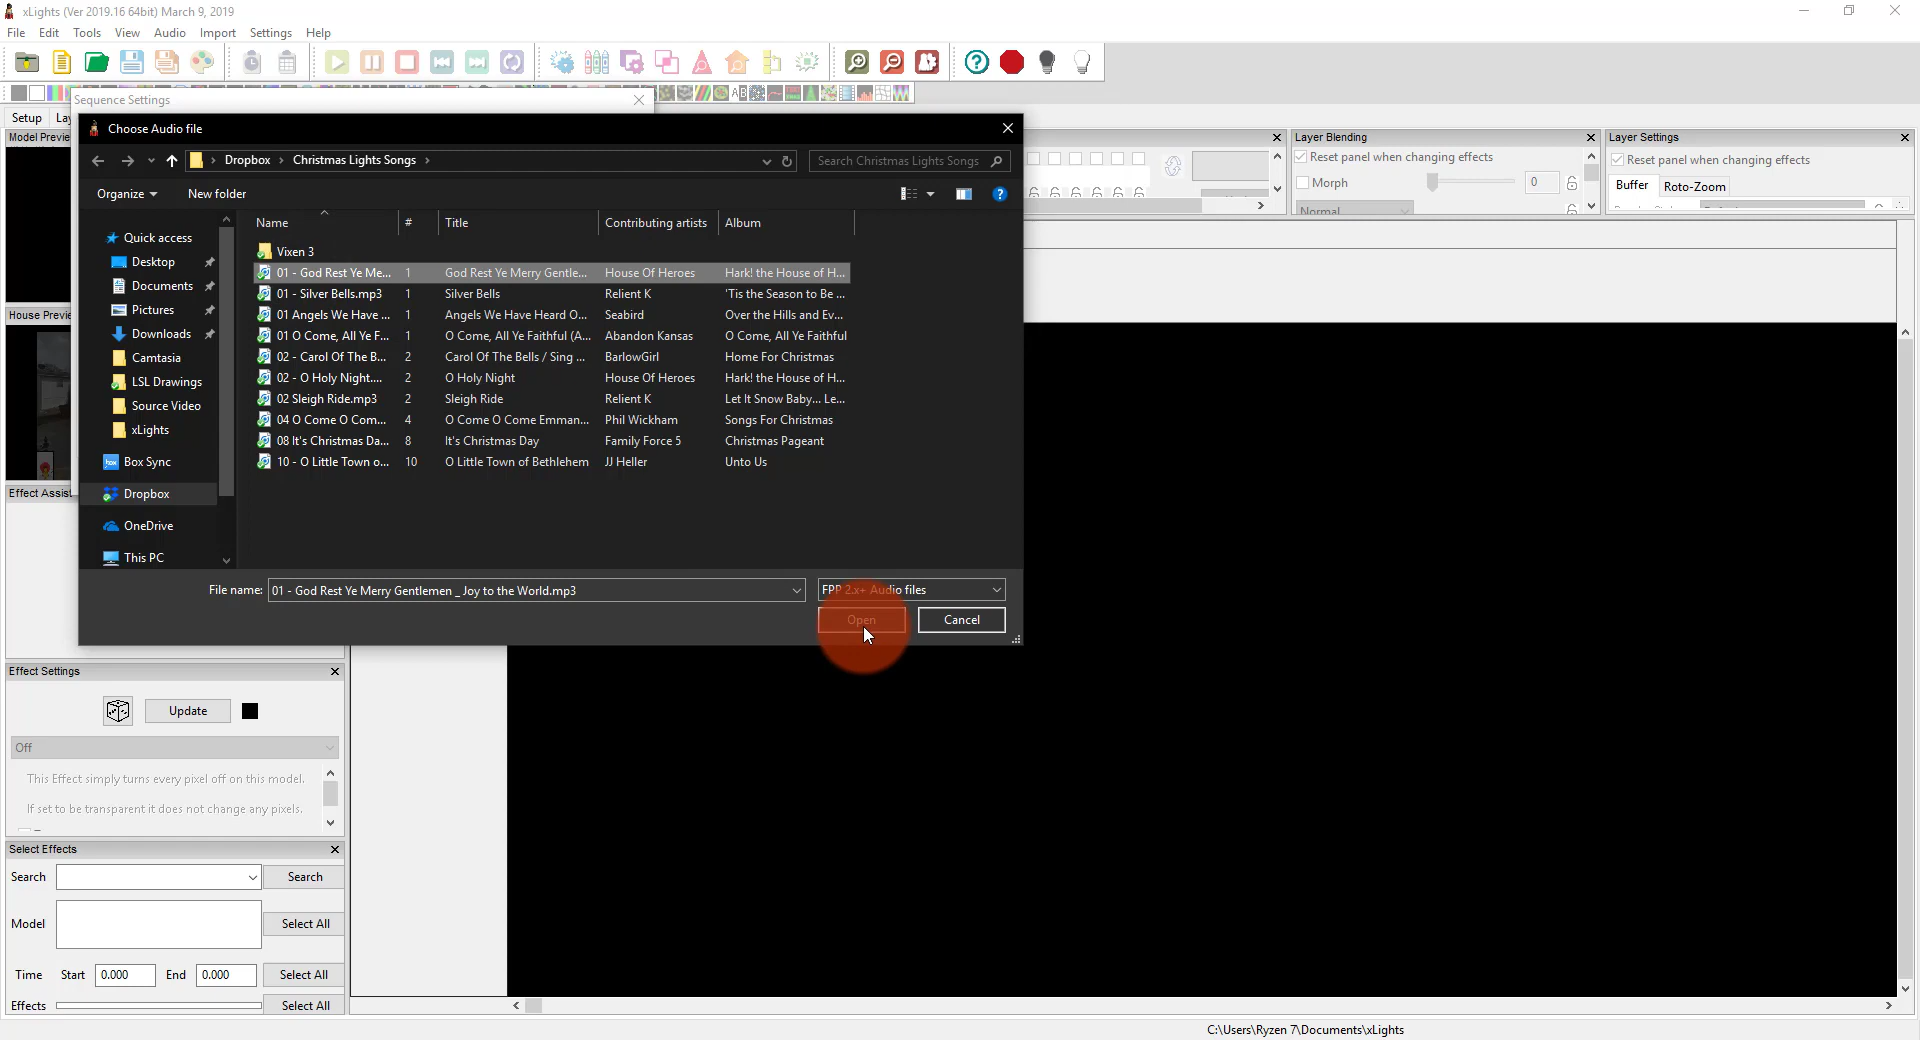 xLights (Ver 2019.16 64bit) March 9, 2019
File Edit Tools View Audio Import Settings Help
Sequence Settings
Setup Lay
Model Preview
Choose Audio file
Dropbox > Christmas Lights Songs >
Search Christmas Lights Songs
Organize New folder
Name # Title Contributing artists Album
Vixen 3
01 - God Rest Ye Me... 1 God Rest Ye Merry Gentle... House Of Heroes Hark! the House of H...
01 - Silver Bells.mp3 1 Silver Bells Relient K 'Tis the Season to Be ...
01 Angels We Have ... 1 Angels We Have Heard O... Seabird Over the Hills and Ev...
01 O Come, All Ye F... 1 O Come, All Ye Faithful (A... Abandon Kansas O Come, All Ye Faithful
02 - Carol Of The B... 2 Carol Of The Bells / Sing ... BarlowGirl Home For Christmas
02 - O Holy Night.... 2 O Holy Night House Of Heroes Hark! the House of H...
02 Sleigh Ride.mp3 2 Sleigh Ride Relient K Let It Snow Baby... Le...
04 O Come O Com... 4 O Come O Come Emman... Phil Wickham Songs For Christmas
08 It's Christmas Da... 8 It's Christmas Day Family Force 5 Christmas Pageant
10 - O Little Town o... 10 O Little Town of Bethlehem JJ Heller Unto Us
Quick access
Desktop
Documents
Pictures
Downloads
Camtasia
LSL Drawings
Source Video
xLights
Box Sync
Dropbox
OneDrive
This PC
File name: 01 - God Rest Ye Merry Gentlemen _ Joy to the World.mp3
FPP 2.x+ Audio files
Open Cancel
Layer Blending
Reset panel when changing effects
Morph 0
Normal
Layer Settings
Reset panel when changing effects
Buffer Roto-Zoom
House Previe
Effect Assist
Effect Settings
Update
Off
This Effect simply turns every pixel off on this model.
If set to be transparent it does not change any pixels.
Select Effects
Search Search
Model Select All
Time Start 0.000 End 0.000 Select All
Effects Select All
C:\Users\Ryzen 7\Documents\xLights